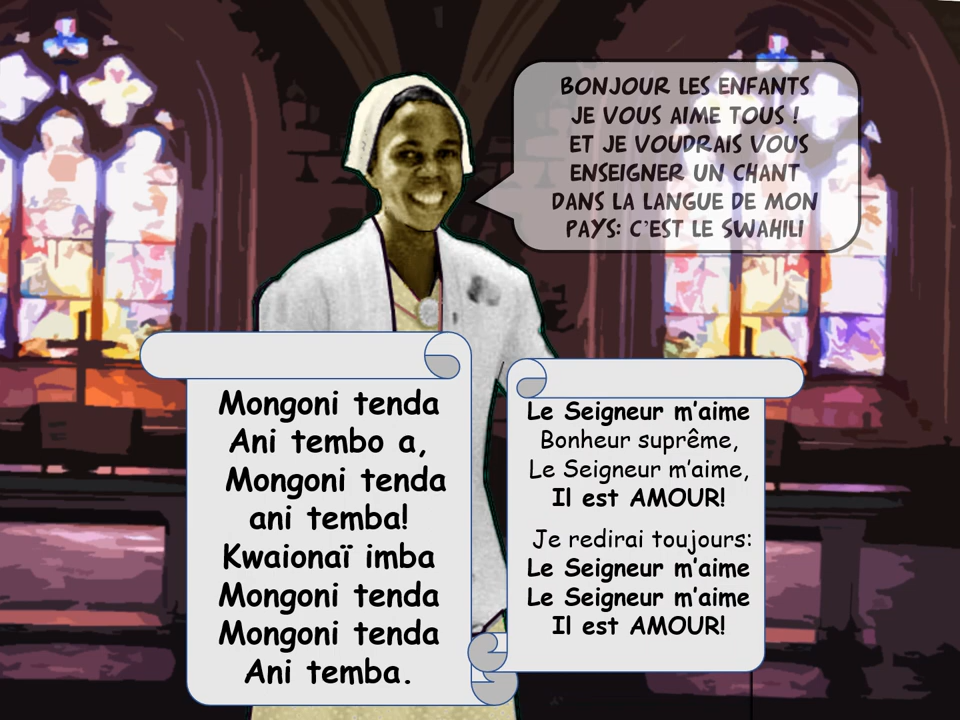 BONJOUR LES ENFANTS
JE VOUS AIME TOUS !
ET JE VOUDRAIS VOUS
ENSEIGNER UN CHANT
DANS LA LANGUE DE MON
PAYS: C'EST LE SWAHILI
Mongoni tenda
Ani tembo a,
Mongoni tenda
ani temba!
Kwaionaï imba
Mongoni tenda
Mongoni tenda
Ani temba.
Le Seigneur m'aime
Bonheur suprême,
Le Seigneur m'aime,
Il est AMOUR!
Je redirai toujours:
Le Seigneur m'aime
Le Seigneur m'aime
Il est AMOUR!